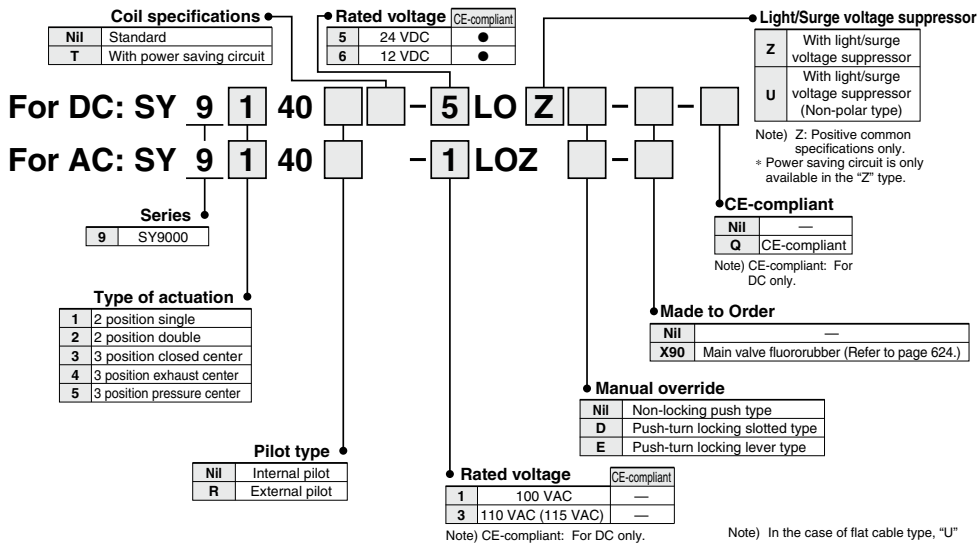 Coil specifications
Nil Standard
T With power saving circuit
Rated voltage CE-compliant
5 24 VDC ●
6 12 VDC ●
Light/Surge voltage suppressor
Z With light/surge voltage suppressor
U With light/surge voltage suppressor (Non-polar type)
Note) Z: Positive common
specifications only.
* Power saving circuit is only
available in the "Z" type.
For DC: SY 9 1 40 - 5 LO Z - -
For AC: SY 9 1 40 - 1 LOZ -
Series
9 SY9000
CE-compliant
Nil —
Q CE-compliant
Note) CE-compliant: For
DC only.
Type of actuation
1 2 position single
2 2 position double
3 3 position closed center
4 3 position exhaust center
5 3 position pressure center
Made to Order
Nil —
X90 Main valve fluororubber (Refer to page 624.)
Manual override
Nil Non-locking push type
D Push-turn locking slotted type
E Push-turn locking lever type
Pilot type
Nil Internal pilot
R External pilot
Rated voltage CE-compliant
1 100 VAC —
3 110 VAC (115 VAC) —
Note) CE-compliant: For DC only.
Note) In the case of flat cable type, "U"